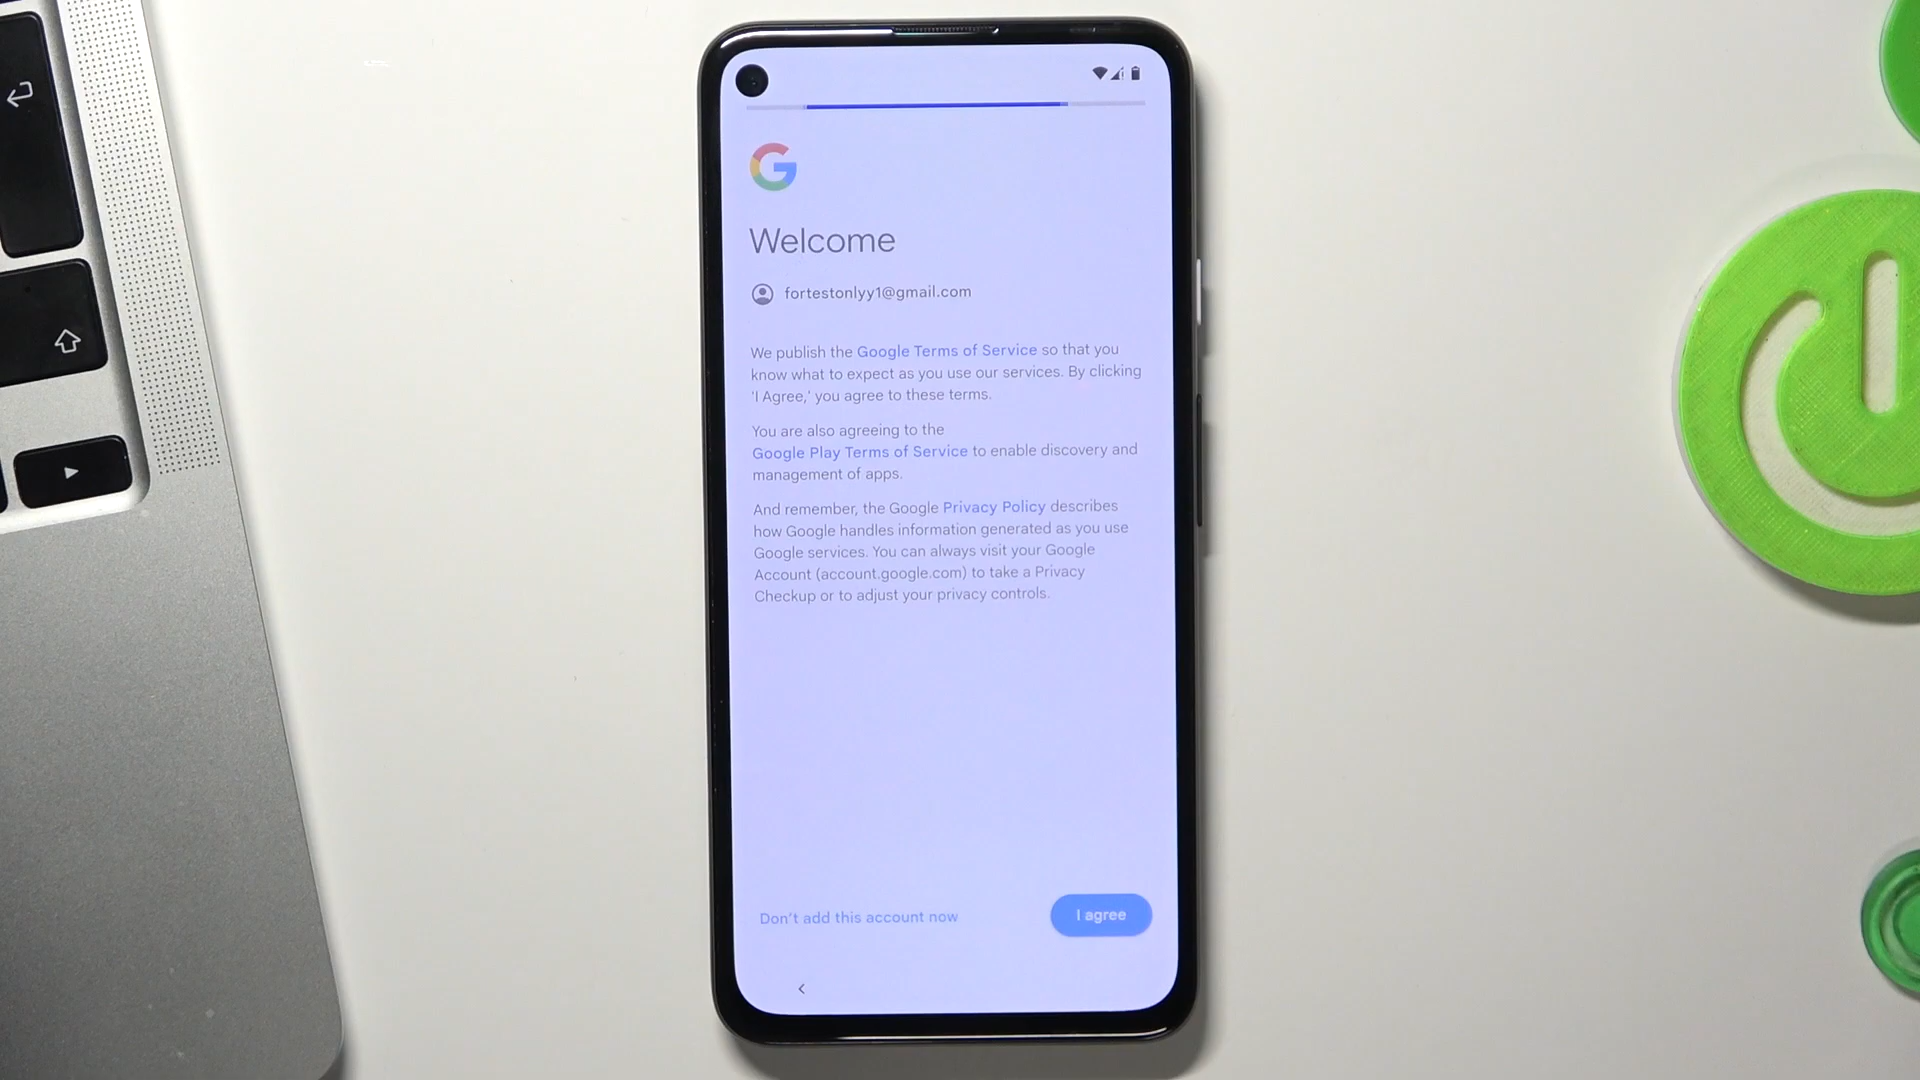 Welcome
fortestonlyy1@gmail.com
We publish the Google Terms of Service so that you
know what to expect as you use our services. By clicking
'I Agree,' you agree to these terms.
You are also agreeing to the
Google Play Terms of Service to enable discovery and
management of apps.
And remember, the Google Privacy Policy describes
how Google handles information generated as you use
Google services. You can always visit your Google
Account (account.google.com) to take a Privacy
Checkup or to adjust your privacy controls.
Don't add this account now
I agree